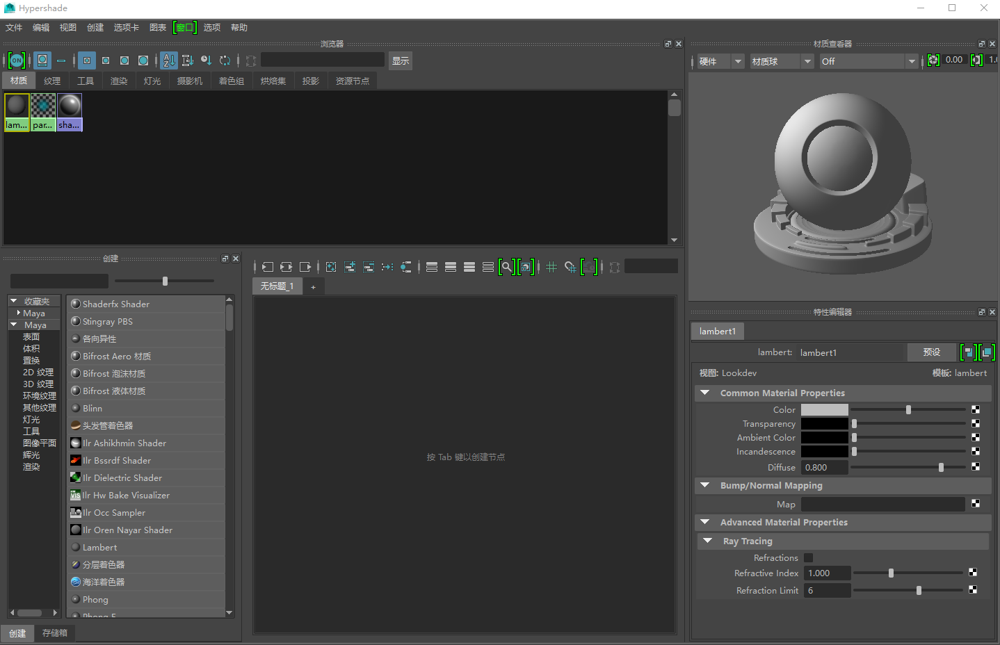 Hypershade
文件 编辑 视图 创建 选项卡 图表 窗口 选项 帮助
浏览器
ON
显示
材质 纹理 工具 渲染 灯光 摄影机 着色组 烘焙集 投影 资源节点
lam... par... sha...
材质查看器
硬件 材质球 Off 0.00 1.0
创建
收藏夹
Maya
Maya
表面
体积
置换
2D 纹理
3D 纹理
环境纹理
其他纹理
灯光
工具
图像平面
辉光
渲染
Shaderfx Shader
Stingray PBS
各向异性
Bifrost Aero 材质
Bifrost 泡沫材质
Bifrost 液体材质
Blinn
头发管着色器
Ilr Ashikhmin Shader
Ilr Bssrdf Shader
Ilr Dielectric Shader
Ilr Hw Bake Visualizer
Ilr Occ Sampler
Ilr Oren Nayar Shader
Lambert
分层着色器
海洋着色器
Phong
Phong E
创建 存储箱
无标题_1 +
按 Tab 键以创建节点
特性编辑器
lambert1
lambert: lambert1 预设
视图: Lookdev 模板: lambert
Common Material Properties
Color
Transparency
Ambient Color
Incandescence
Diffuse 0.800
Bump/Normal Mapping
Map
Advanced Material Properties
Ray Tracing
Refractions
Refractive Index 1.000
Refraction Limit 6